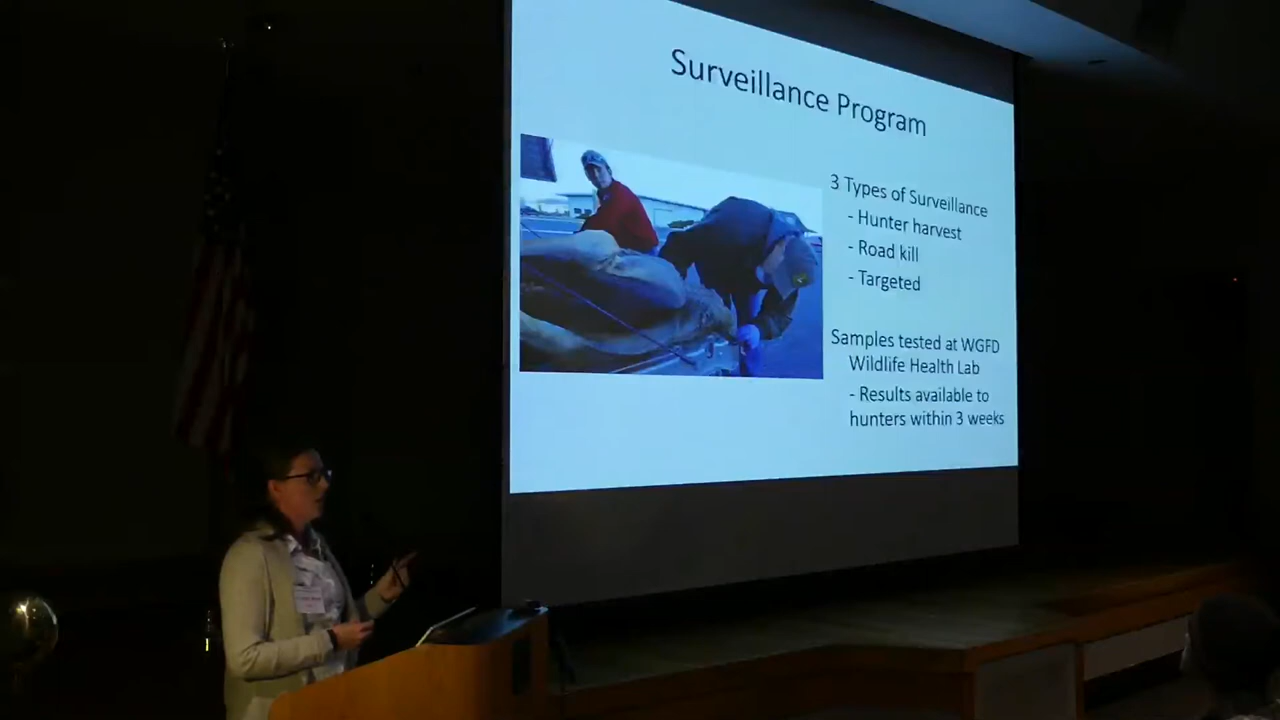 Surveillance Program
3 Types of Surveillance
- Hunter harvest
- Road kill
- Targeted
Samples tested at WGFD
Wildlife Health Lab
- Results available to
hunters within 3 weeks